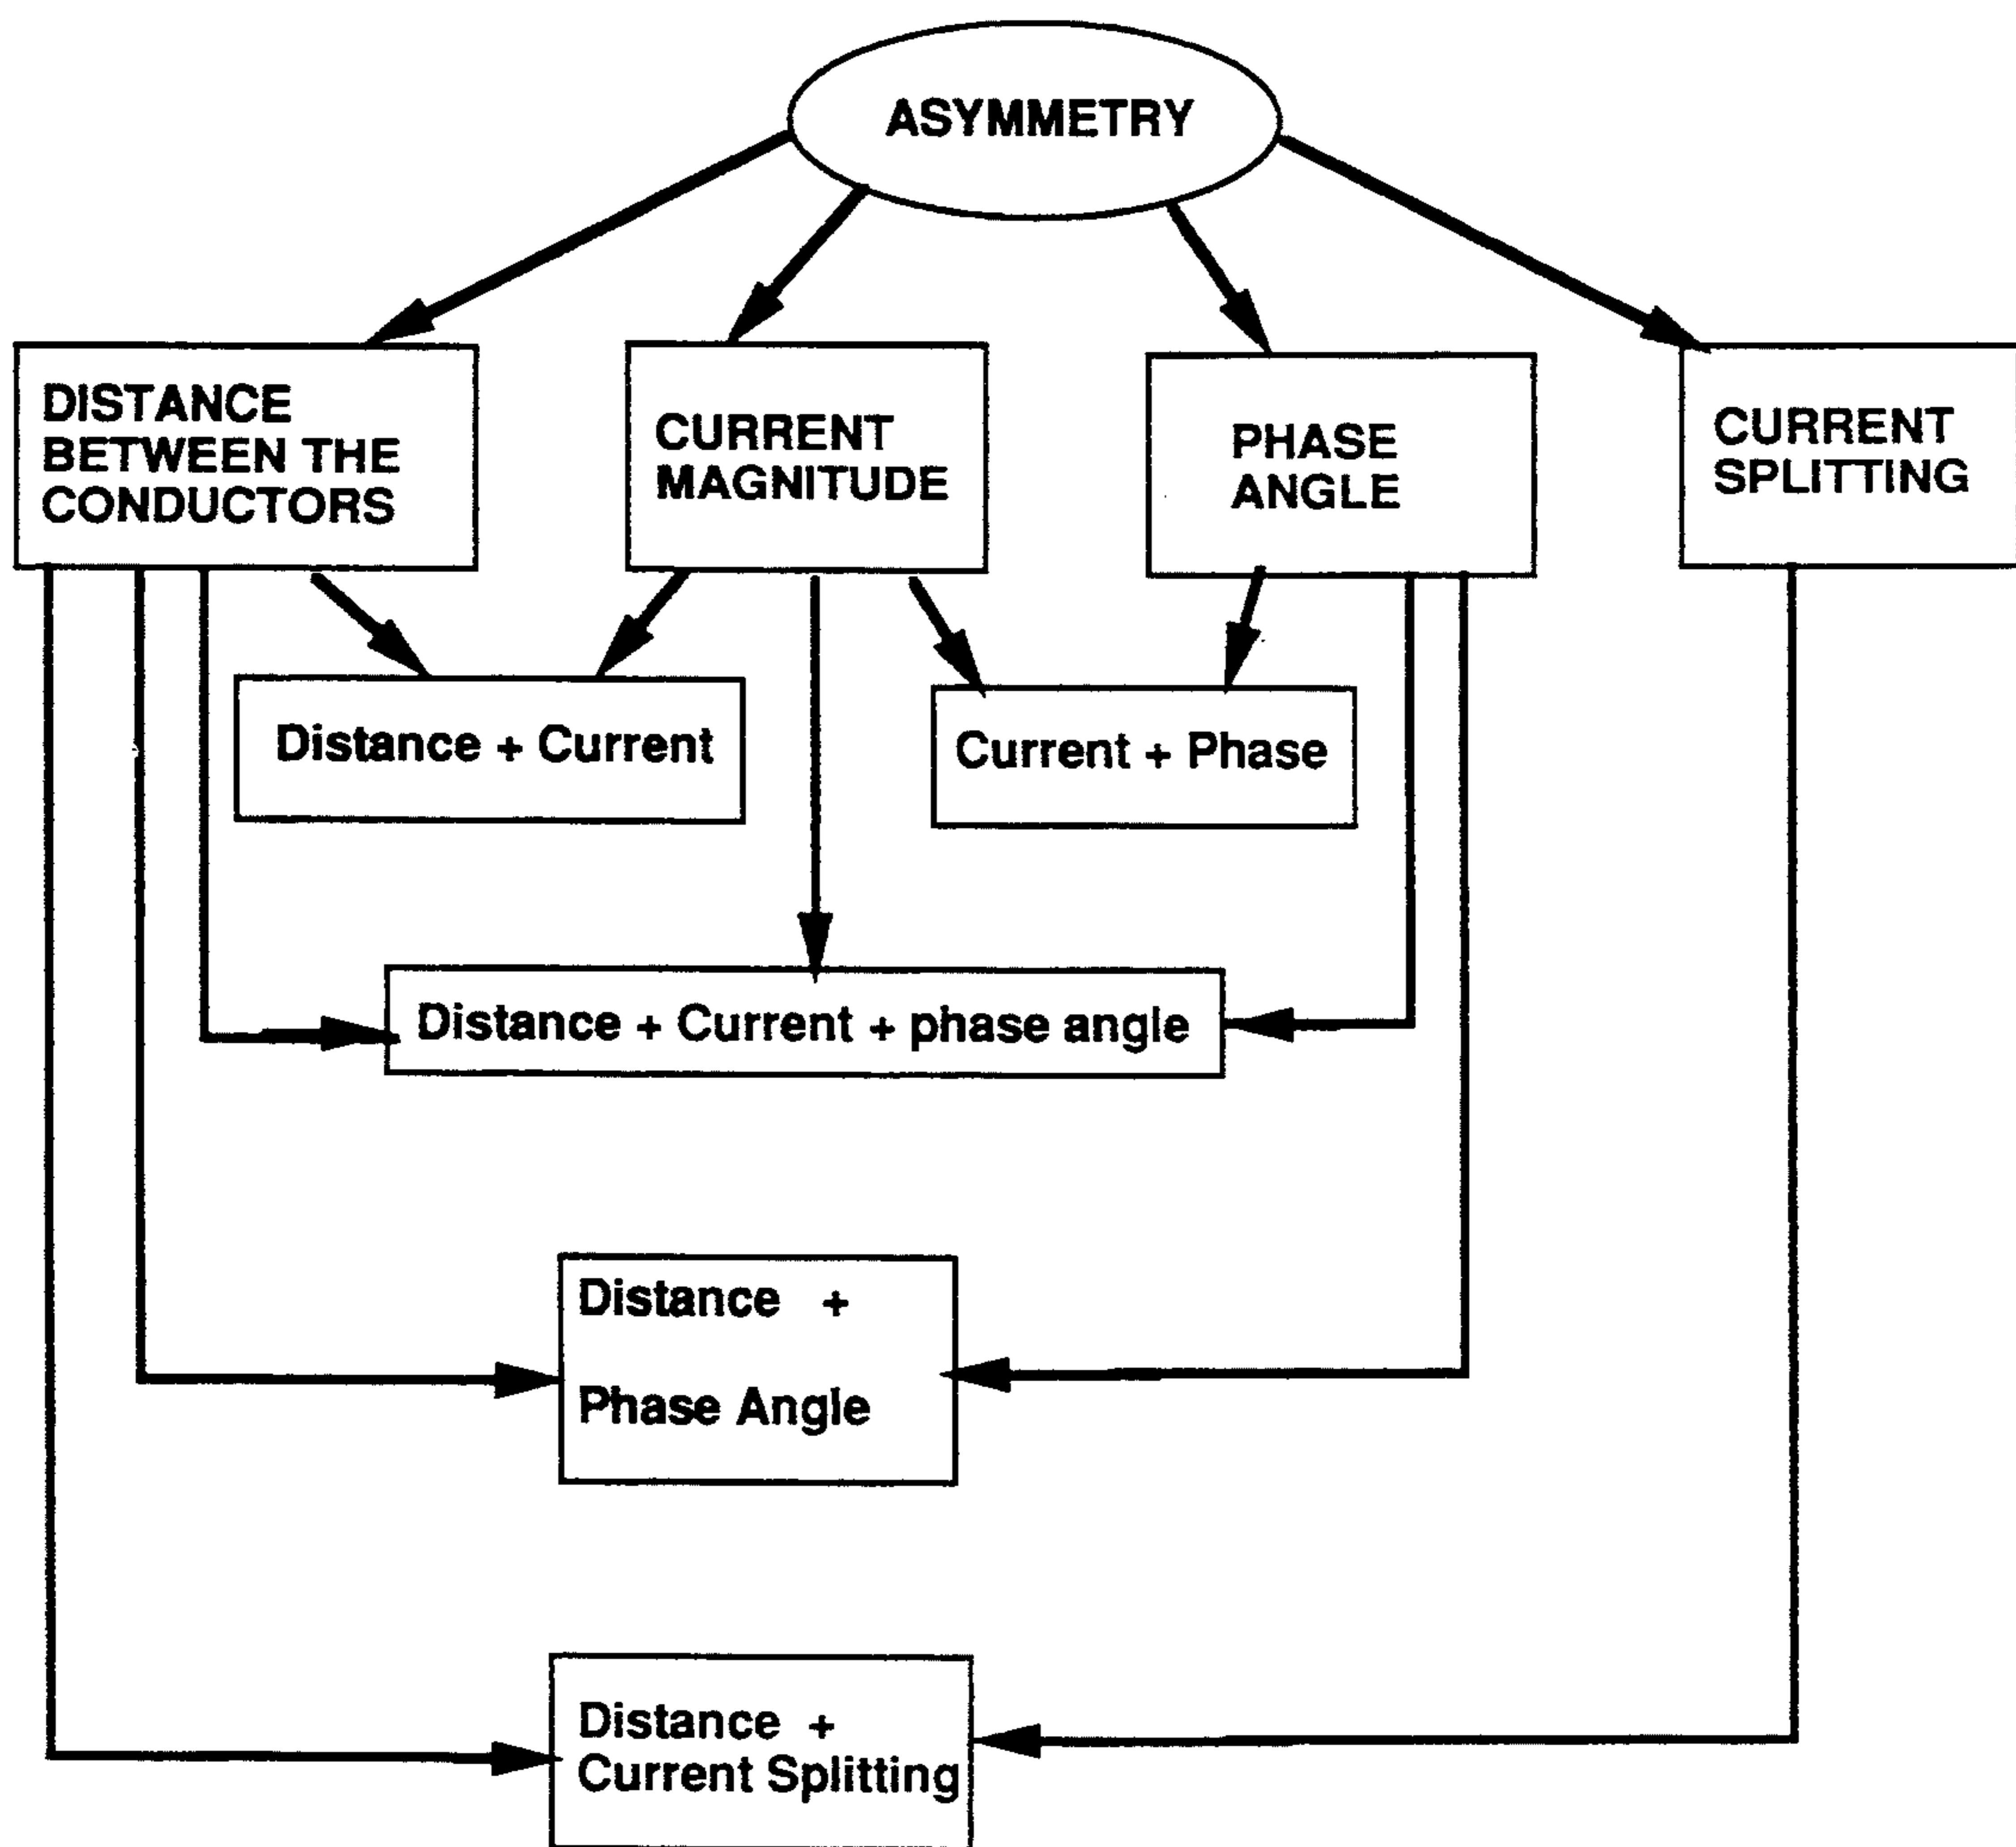 ASYMMETRY
DISTANCE
BETWEEN THE
CONDUCTORS
CURRENT
MAGNITUDE
PHASE
ANGLE
CURRENT
SPLITTING
Distance + Current
Current + Phase
Distance + Current + phase angle
Distance +
Phase Angle
Distance +
Current Splitting